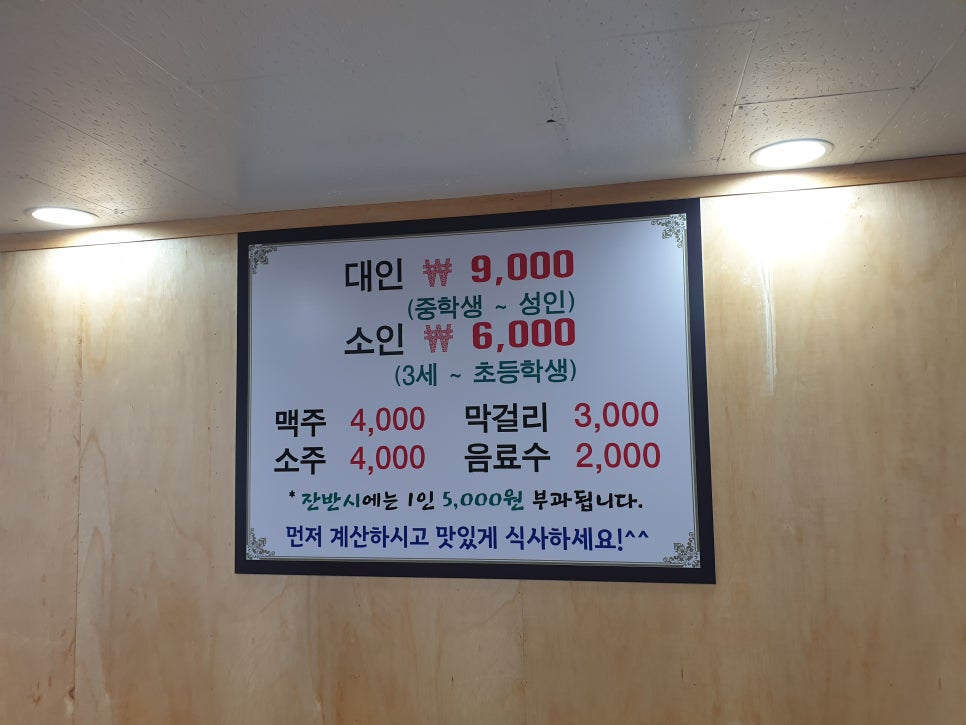 대인 ₩ 9,000
(중학생 ~ 성인)
소인 ₩ 6,000
(3세 ~ 초등학생)
맥주 4,000 막걸리 3,000
소주 4,000 음료수 2,000
* 잔반시에는 1인 5,000원 부과됩니다.
먼저 계산하시고 맛있게 식사하세요!^^